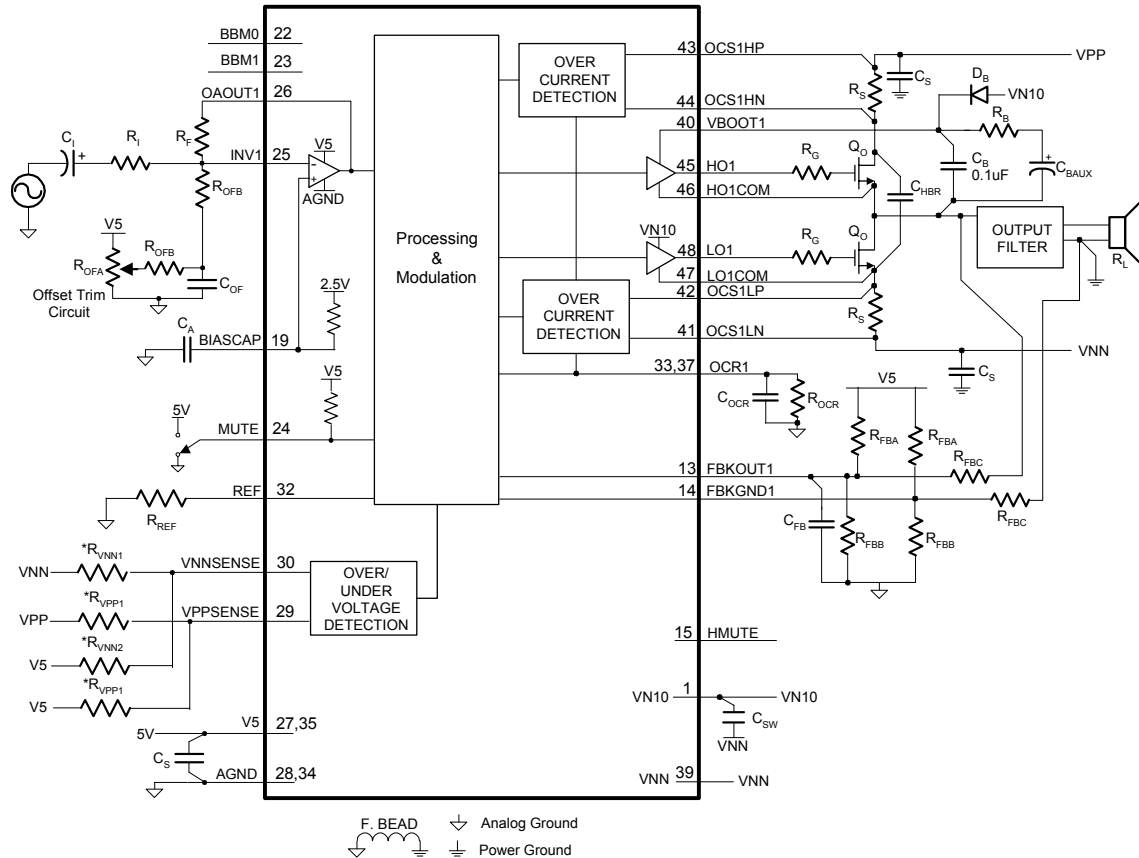 BBM0 22
BBM1 23
OAOUT1 26
C_I
R_I
R_F
INV1 25
R_OFB
V5
AGND
V5
R_OFA
R_OFB
C_OF
Offset Trim
Circuit
C_A
BIASCAP 19
2.5V
V5
5V
MUTE 24
REF 32
R_REF
VNN
*R_VNN1
VNNSENSE 30
VPP
*R_VPP1
VPPSENSE 29
V5
*R_VNN2
V5
*R_VPP1
5V
V5 27,35
C_S
AGND 28,34
Processing
&
Modulation
OVER/
UNDER
VOLTAGE
DETECTION
OVER
CURRENT
DETECTION
VN10
OVER
CURRENT
DETECTION
43 OCS1HP
VPP
C_S
R_S
D_B
VN10
44 OCS1HN
40 VBOOT1
R_B
45 HO1
R_G
Q_O
C_B
0.1uF
C_BAUX
46 HO1COM
C_HBR
48 LO1
R_G
Q_O
OUTPUT
FILTER
R_L
47 LO1COM
42 OCS1LP
R_S
41 OCS1LN
VNN
C_S
33,37 OCR1
C_OCR
R_OCR
V5
R_FBA
R_FBA
13 FBKOUT1
R_FBC
14 FBKGND1
R_FBC
C_FB
R_FBB
R_FBB
15 HMUTE
VN10 1 VN10
C_SW
VNN
VNN 39 VNN
F. BEAD
Analog Ground
Power Ground